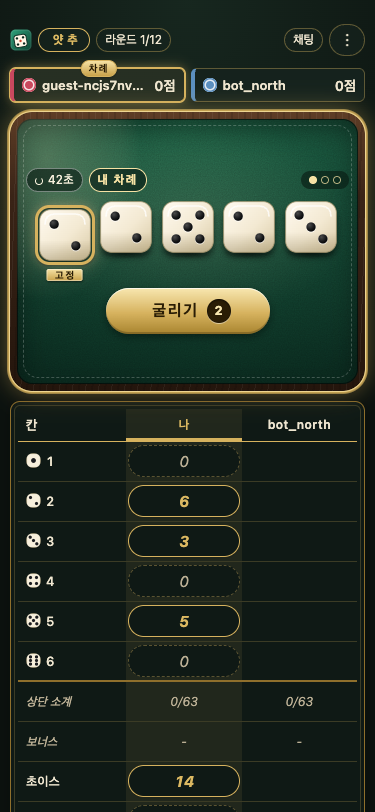 얏추 라운드 1/12 채팅
차례
guest-ncjs7nv... 0점 bot_north 0점
42초 내 차례
고정
굴리기 2
칸 나 bot_north
1 0
2 6
3 3
4 0
5 5
6 0
상단 소계 0/63 0/63
보너스 - -
초이스 14